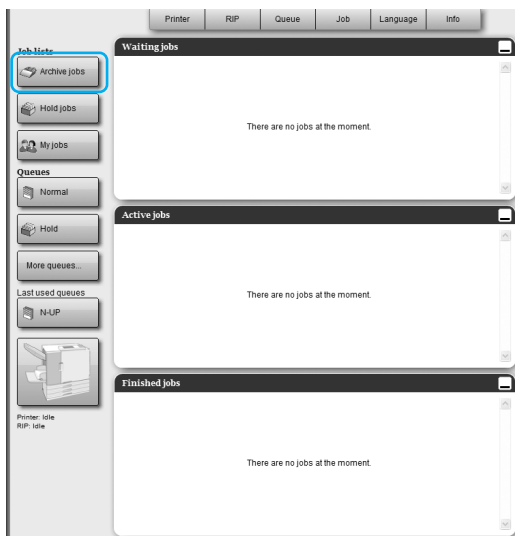 Printer RIP Queue Job Language Info
Job lists
Archive jobs
Hold jobs
My jobs
Queues
Normal
Hold
More queues...
Last used queues
N-UP
Printer: Idle
RIP: Idle
Waiting jobs
There are no jobs at the moment.
Active jobs
There are no jobs at the moment.
Finished jobs
There are no jobs at the moment.